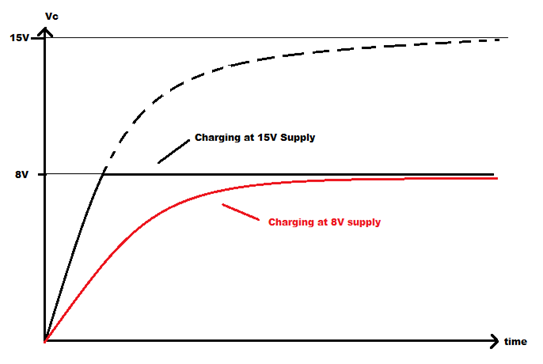 Vc
15V
Charging at 15V Supply
8V
Charging at 8V supply
time